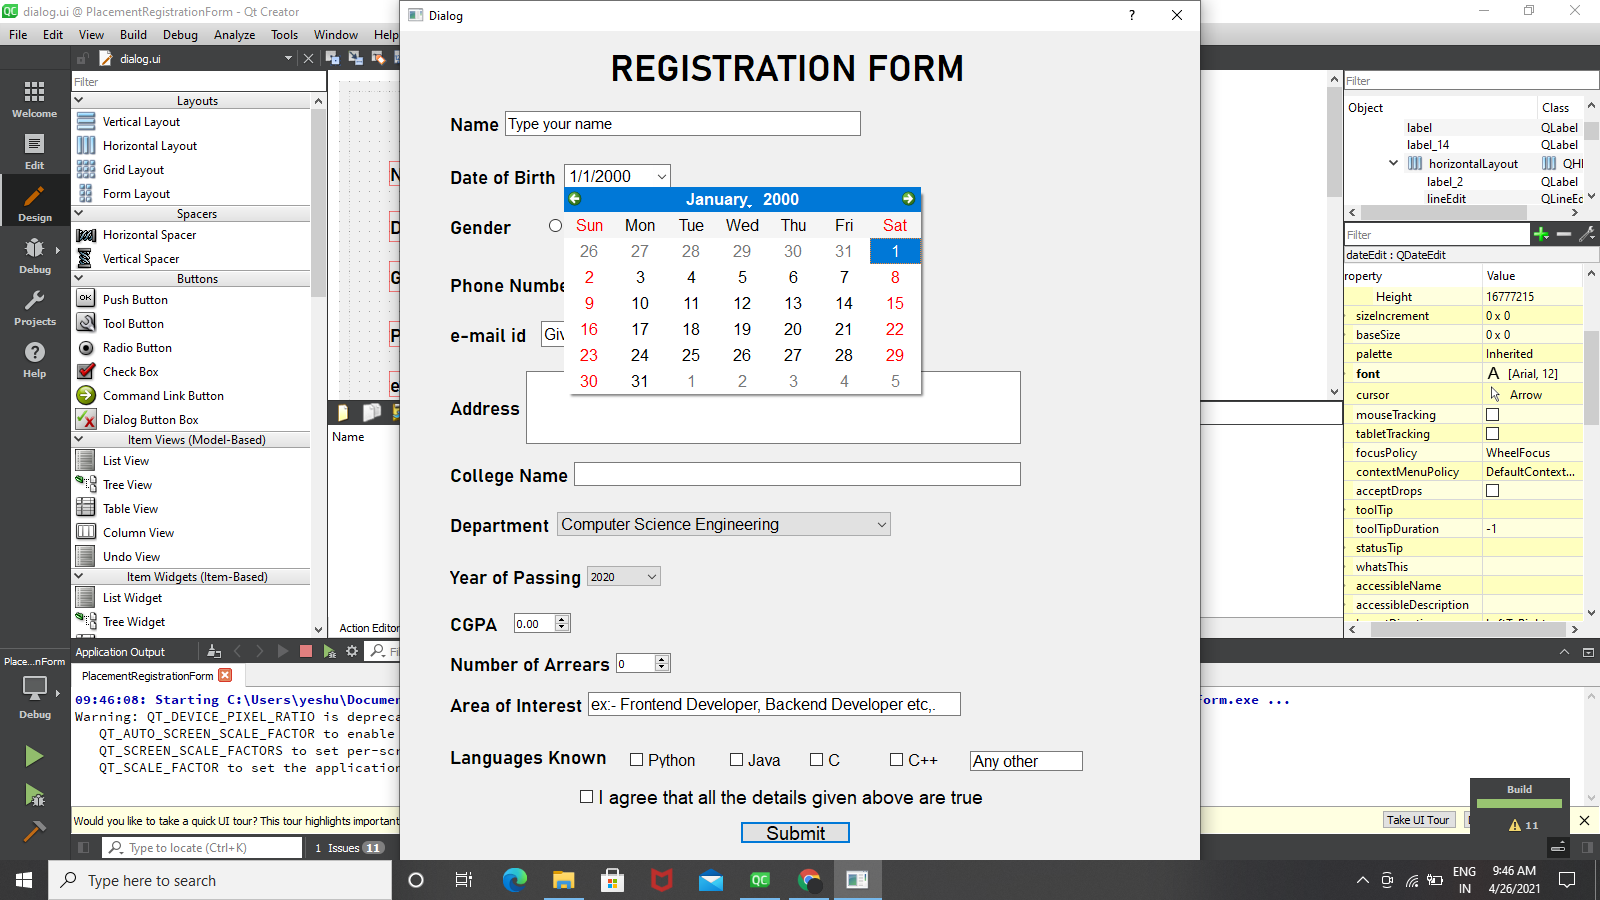 dialog.ui @ PlacementRegistrationForm - Qt Creator
File Edit View Build Debug Analyze Tools Window Help
dialog.ui
Filter
Layouts
Vertical Layout
Horizontal Layout
Grid Layout
Form Layout
Spacers
Horizontal Spacer
Vertical Spacer
Buttons
OK Push Button
Tool Button
Radio Button
Check Box
Command Link Button
Dialog Button Box
Item Views (Model-Based)
List View
Tree View
Table View
Column View
Undo View
Item Widgets (Item-Based)
List Widget
Tree Widget
Welcome
Edit
Design
Debug
Projects
Help
Place...nForm
Debug
N
D
G
P
e
Name
Action Editor
Dialog
?
REGISTRATION FORM
Name Type your name
Date of Birth 1/1/2000
January, 2000
Sun Mon Tue Wed Thu Fri Sat
26 27 28 29 30 31 1
2 3 4 5 6 7 8
9 10 11 12 13 14 15
16 17 18 19 20 21 22
23 24 25 26 27 28 29
30 31 1 2 3 4 5
Gender
Phone Numbe
e-mail id Giv
Address
College Name
Department Computer Science Engineering
Year of Passing 2020
CGPA 0.00
Number of Arrears 0
Area of Interest ex:- Frontend Developer, Backend Developer etc,.
Languages Known Python Java C C++ Any other
I agree that all the details given above are true
Submit
Filter
Object Class
label QLabel
label_14 QLabel
horizontalLayout QH
label_2 QLabel
lineEdit QLineEd
Filter
dateEdit : QDateEdit
roperty Value
Height 16777215
sizeIncrement 0 x 0
baseSize 0 x 0
palette Inherited
font A [Arial, 12]
cursor Arrow
mouseTracking
tabletTracking
focusPolicy WheelFocus
contextMenuPolicy DefaultContext...
acceptDrops
toolTip
toolTipDuration -1
statusTip
whatsThis
accessibleName
accessibleDescription
Application Output
Fi
PlacementRegistrationForm
09:46:08: Starting C:\Users\yeshu\Documen
orm.exe ...
Warning: QT_DEVICE_PIXEL_RATIO is depreca
QT_AUTO_SCREEN_SCALE_FACTOR to enable
QT_SCREEN_SCALE_FACTORS to set per-scr
QT_SCALE_FACTOR to set the application
Would you like to take a quick UI tour? This tour highlights important
Take UI Tour
Build
11
Type to locate (Ctrl+K)
1 Issues 11
Type here to search
QC
ENG
IN
9:46 AM
4/26/2021